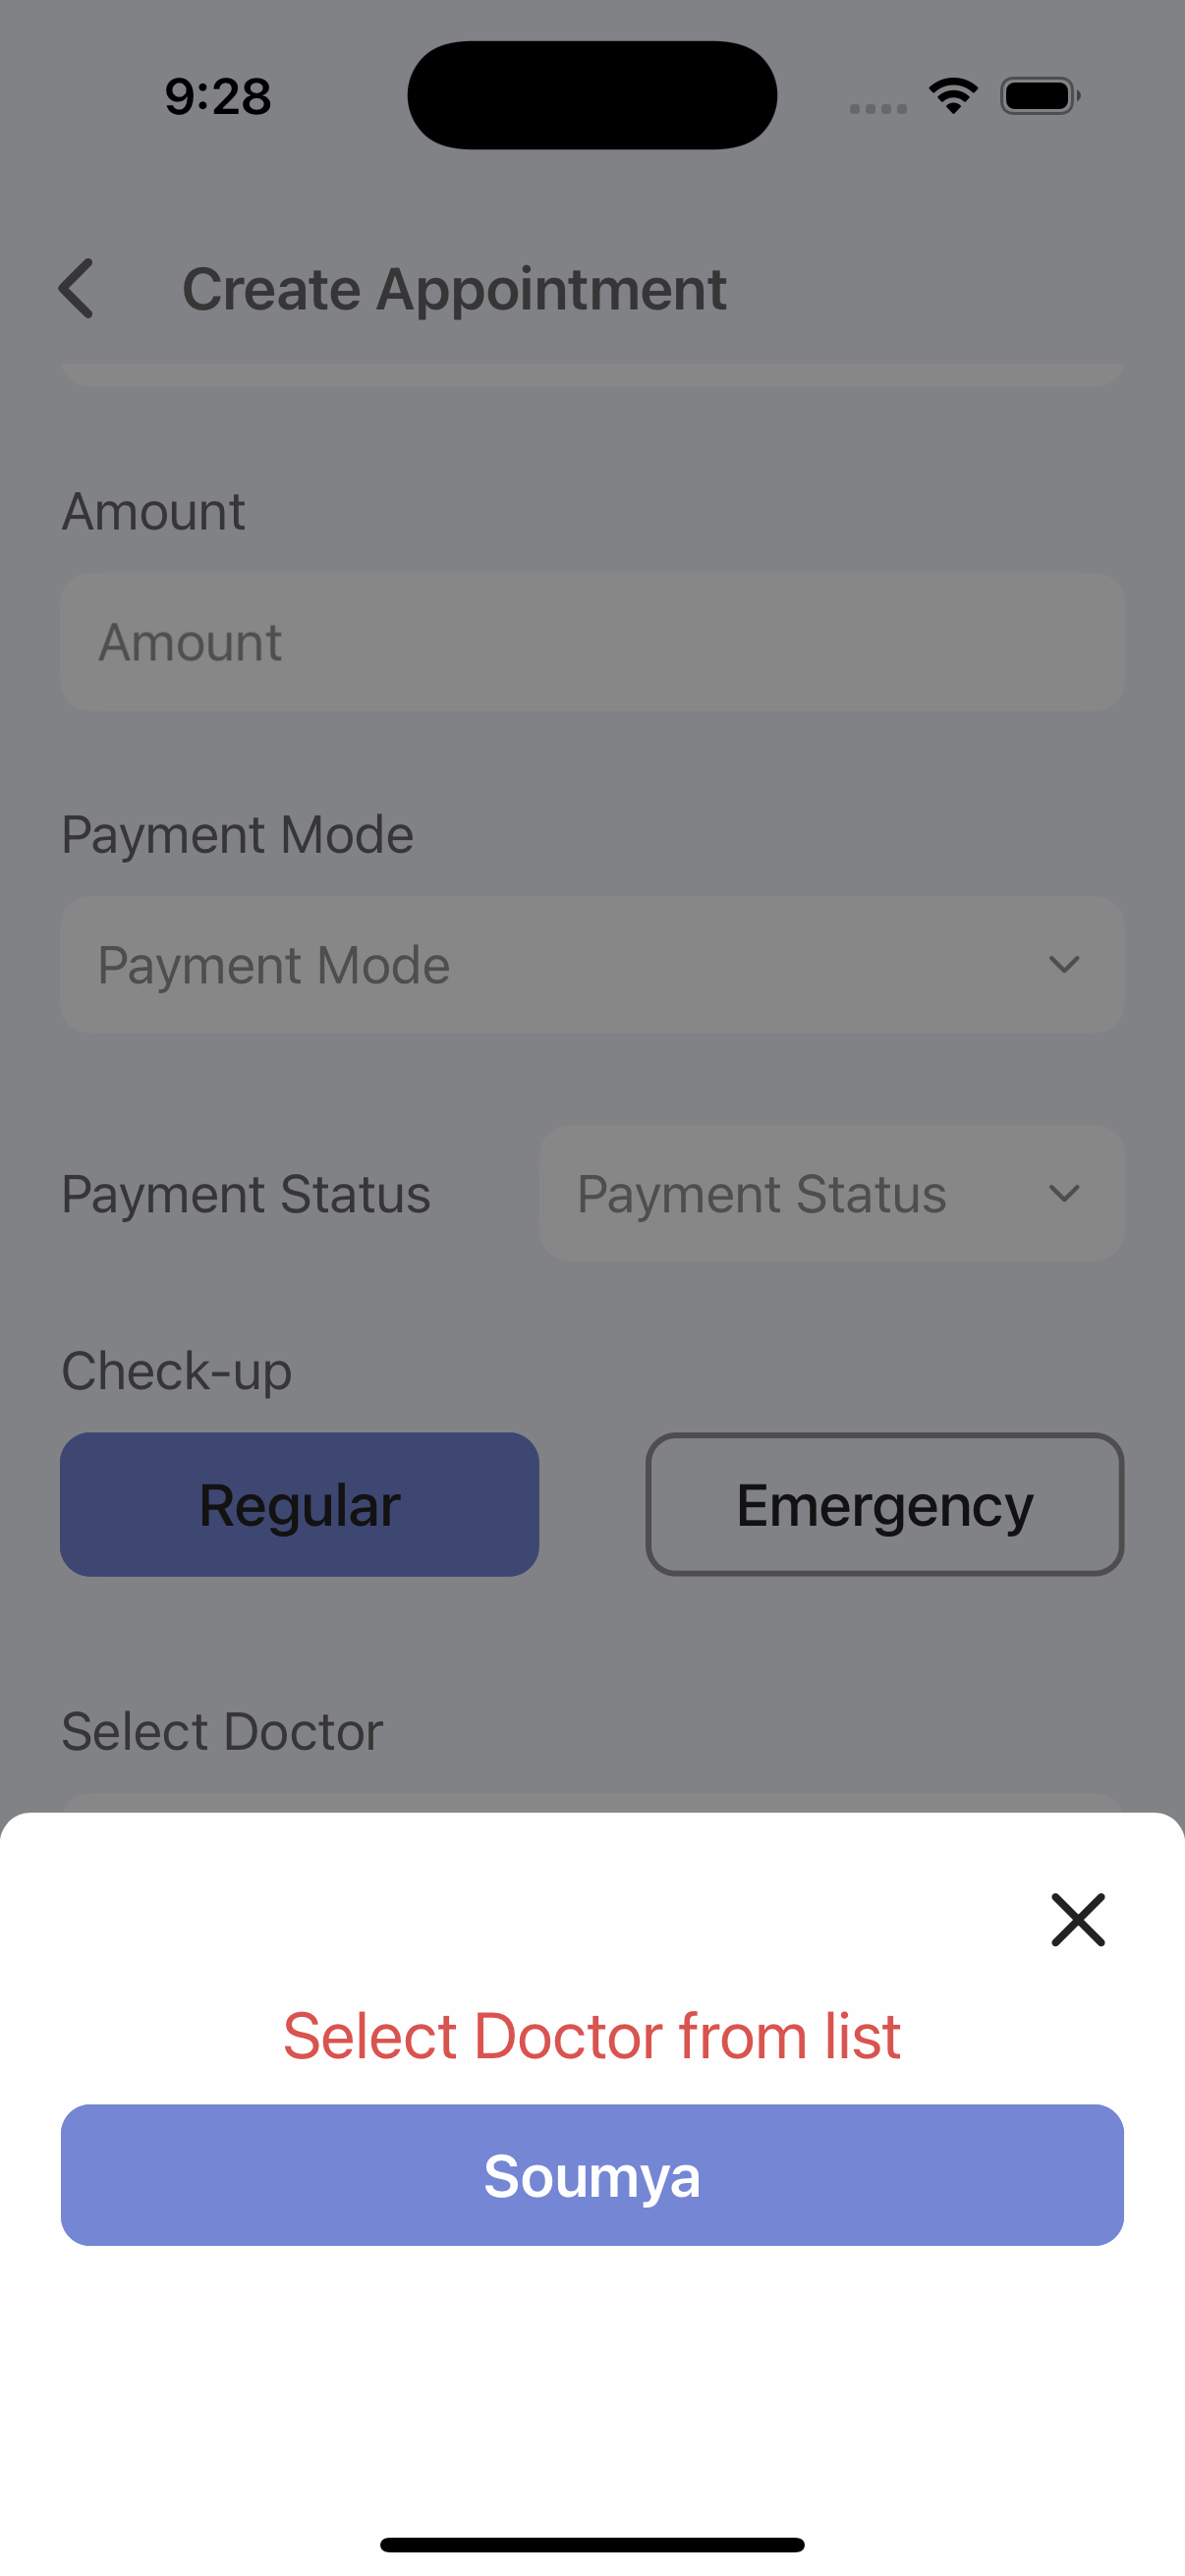 9:28
Create Appointment
Amount
Amount
Payment Mode
Payment Mode
Payment Status
Payment Status
Check-up
Regular
Emergency
Select Doctor
Select Doctor from list
Soumya